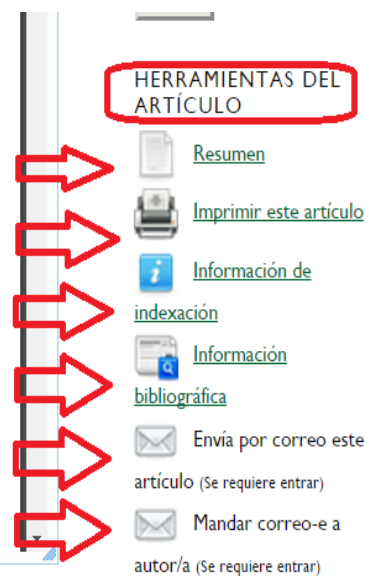 HERRAMIENTAS DEL
ARTÍCULO
Resumen
Imprimir este artículo
Información de
indexación
Información
bibliográfica
Envía por correo este
artículo (Se requiere entrar)
Mandar correo-e a
autor/a (Se requiere entrar)